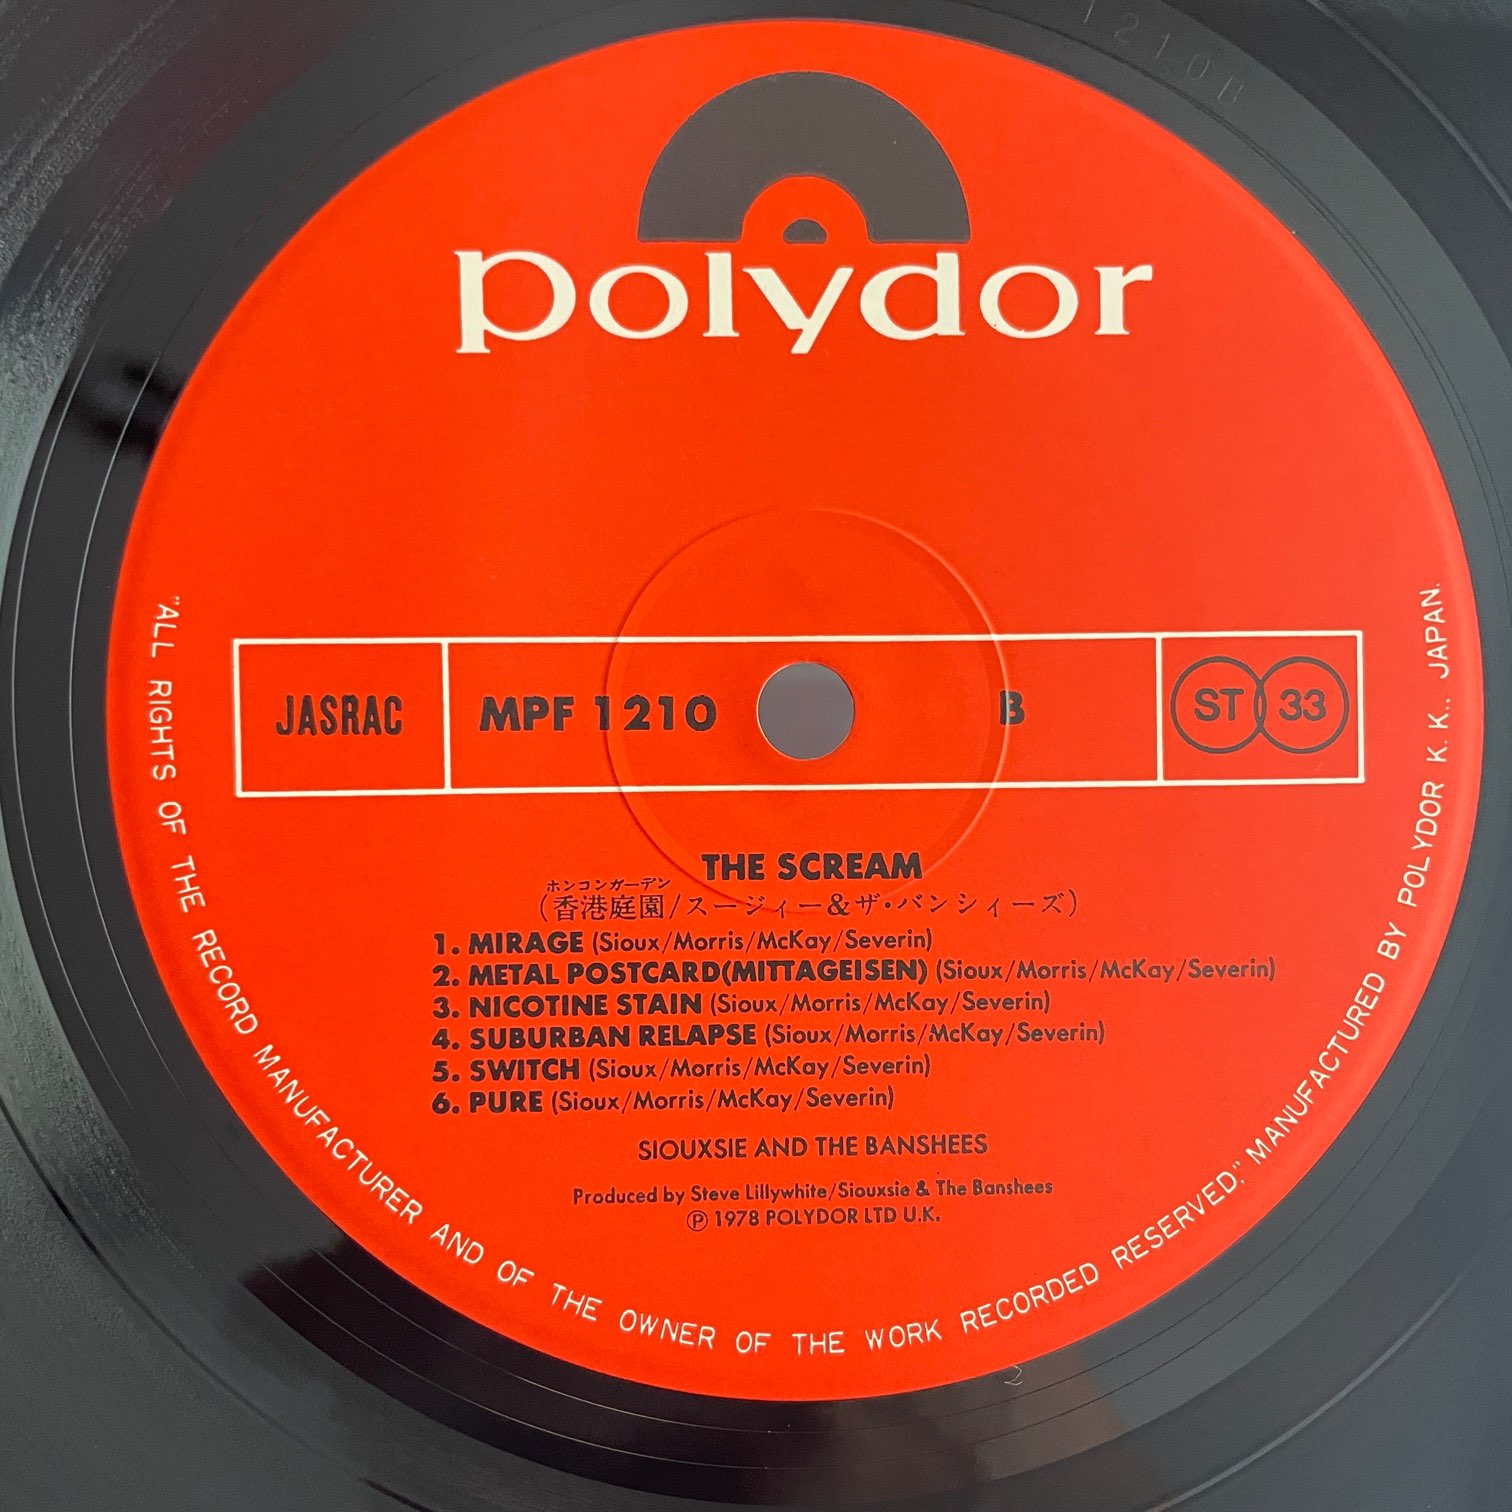 1210B
polydor
JASRAC MPF 1210 B ST 33
THE SCREAM
ホンコンガーデン
(香港庭園/スージィー&ザ・バンシィーズ)
1. MIRAGE (Sioux/Morris/McKay/Severin)
2. METAL POSTCARD(MITTAGEISEN) (Sioux/Morris/McKay/Severin)
3. NICOTINE STAIN (Sioux/Morris/McKay/Severin)
4. SUBURBAN RELAPSE (Sioux/Morris/McKay/Severin)
5. SWITCH (Sioux/Morris/McKay/Severin)
6. PURE (Sioux/Morris/McKay/Severin)
SIOUXSIE AND THE BANSHEES
Produced by Steve Lillywhite/Siouxsie & The Banshees
Ⓟ 1978 POLYDOR LTD U.K.
"ALL RIGHTS OF THE RECORD MANUFACTURER AND OF THE OWNER OF THE WORK RECORDED RESERVED," MANUFACTURED BY POLYDOR K. K., JAPAN.
2